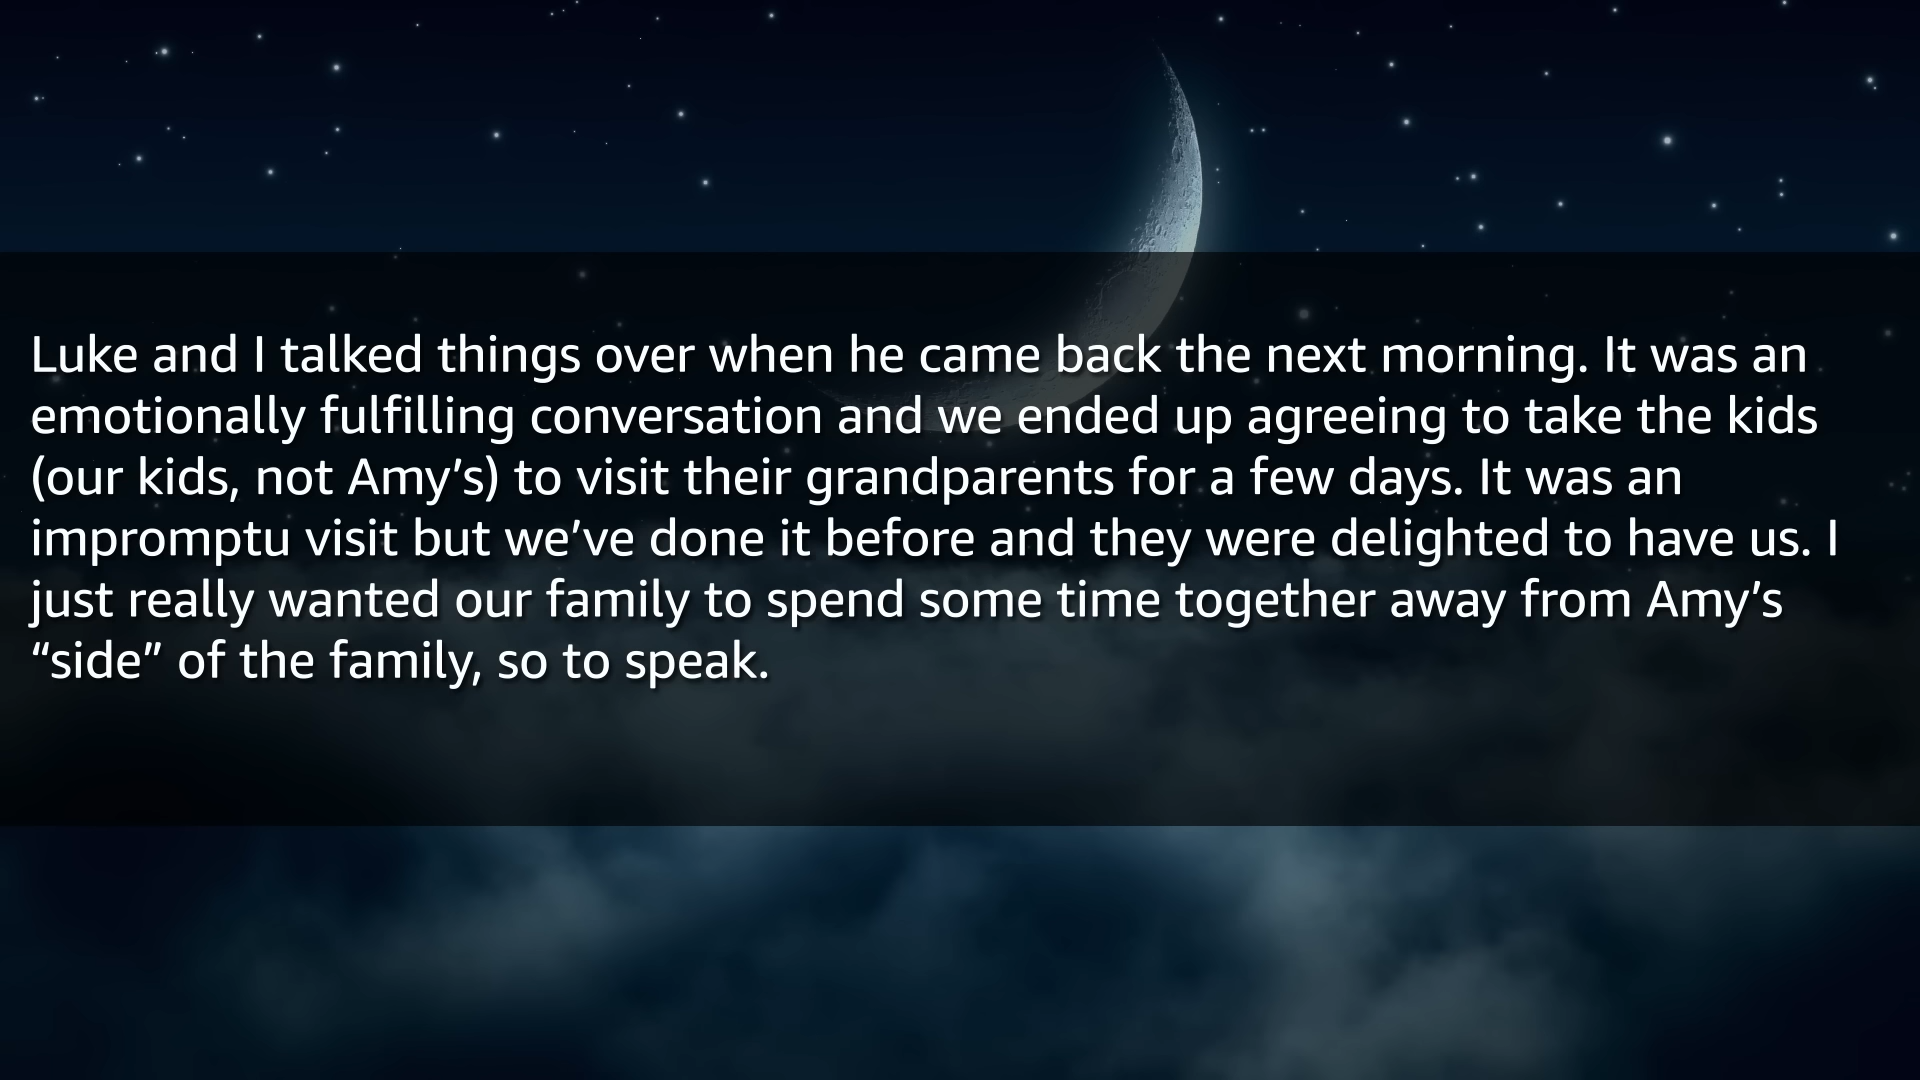 Luke and I talked things over when he came back the next morning. It was an
emotionally fulfilling conversation and we ended up agreeing to take the kids
(our kids, not Amy’s) to visit their grandparents for a few days. It was an
impromptu visit but we’ve done it before and they were delighted to have us. I
just really wanted our family to spend some time together away from Amy’s
“side” of the family, so to speak.